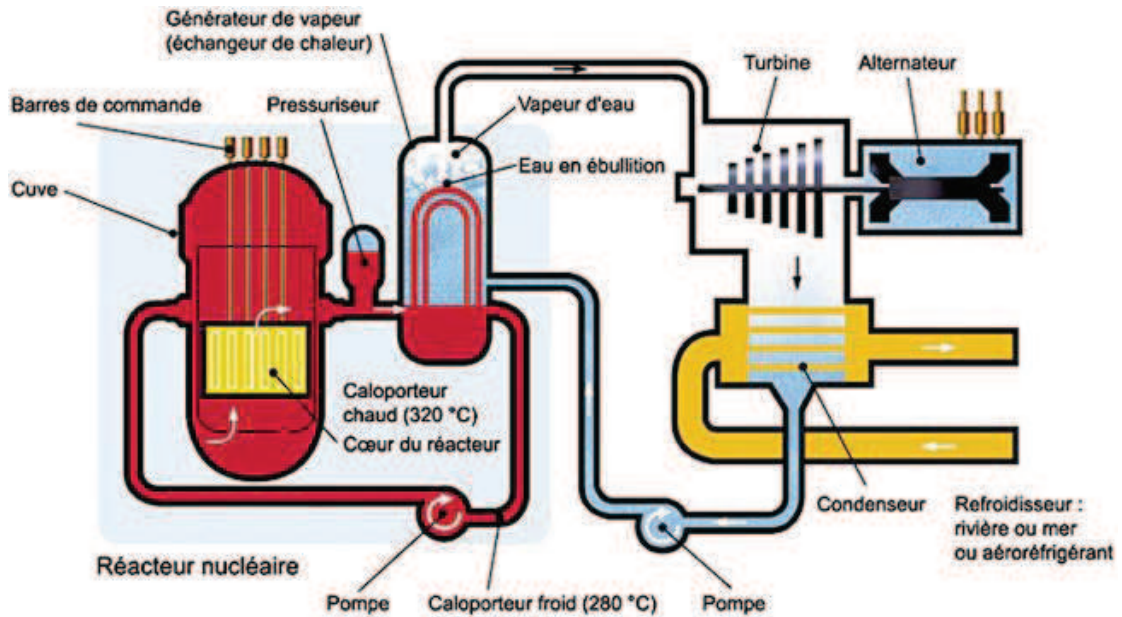 Générateur de vapeur
(échangeur de chaleur)
Turbine
Alternateur
Barres de commande
Pressuriseur
Vapeur d'eau
Eau en ébullition
Cuve
Caloporteur
chaud (320 °C)
Cœur du réacteur
Condenseur
Refroidisseur :
rivière ou mer
ou aéroréfrigérant
Réacteur nucléaire
Pompe
Caloporteur froid (280 °C)
Pompe